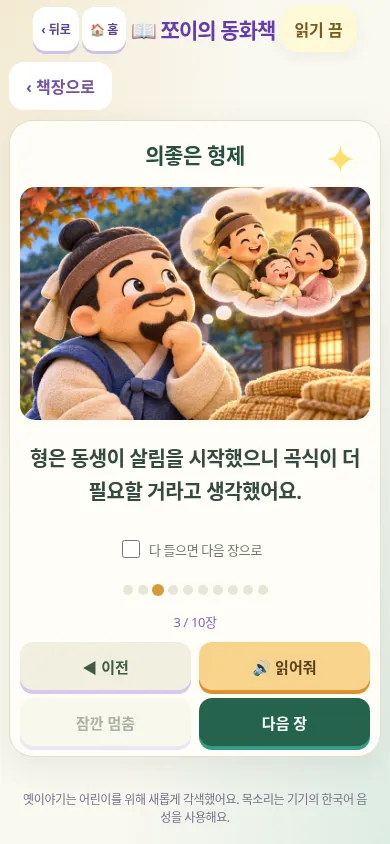 ‹ 뒤로
🏠 홈
📖 쪼이의 동화책
읽기 끔
‹ 책장으로
의좋은 형제
형은 동생이 살림을 시작했으니 곡식이 더
필요할 거라고 생각했어요.
다 들으면 다음 장으로
3 / 10장
◀ 이전
🔊 읽어줘
잠깐 멈춤
다음 장
옛이야기는 어린이를 위해 새롭게 각색했어요. 목소리는 기기의 한국어 음
성을 사용해요.